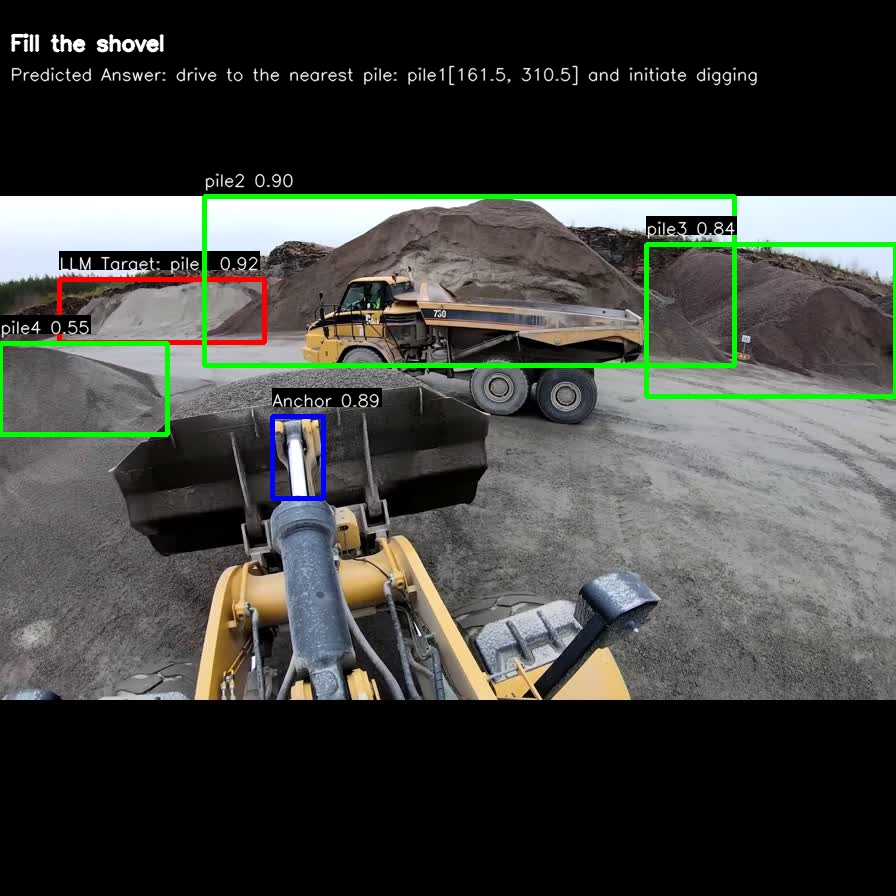 Fill the shovel
Predicted Answer: drive to the nearest pile: pile1[161.5, 310.5] and initiate digging
pile2 0.90
pile3 0.84
LLM Target: pile 0.92
pile4 0.55
730
Anchor 0.89